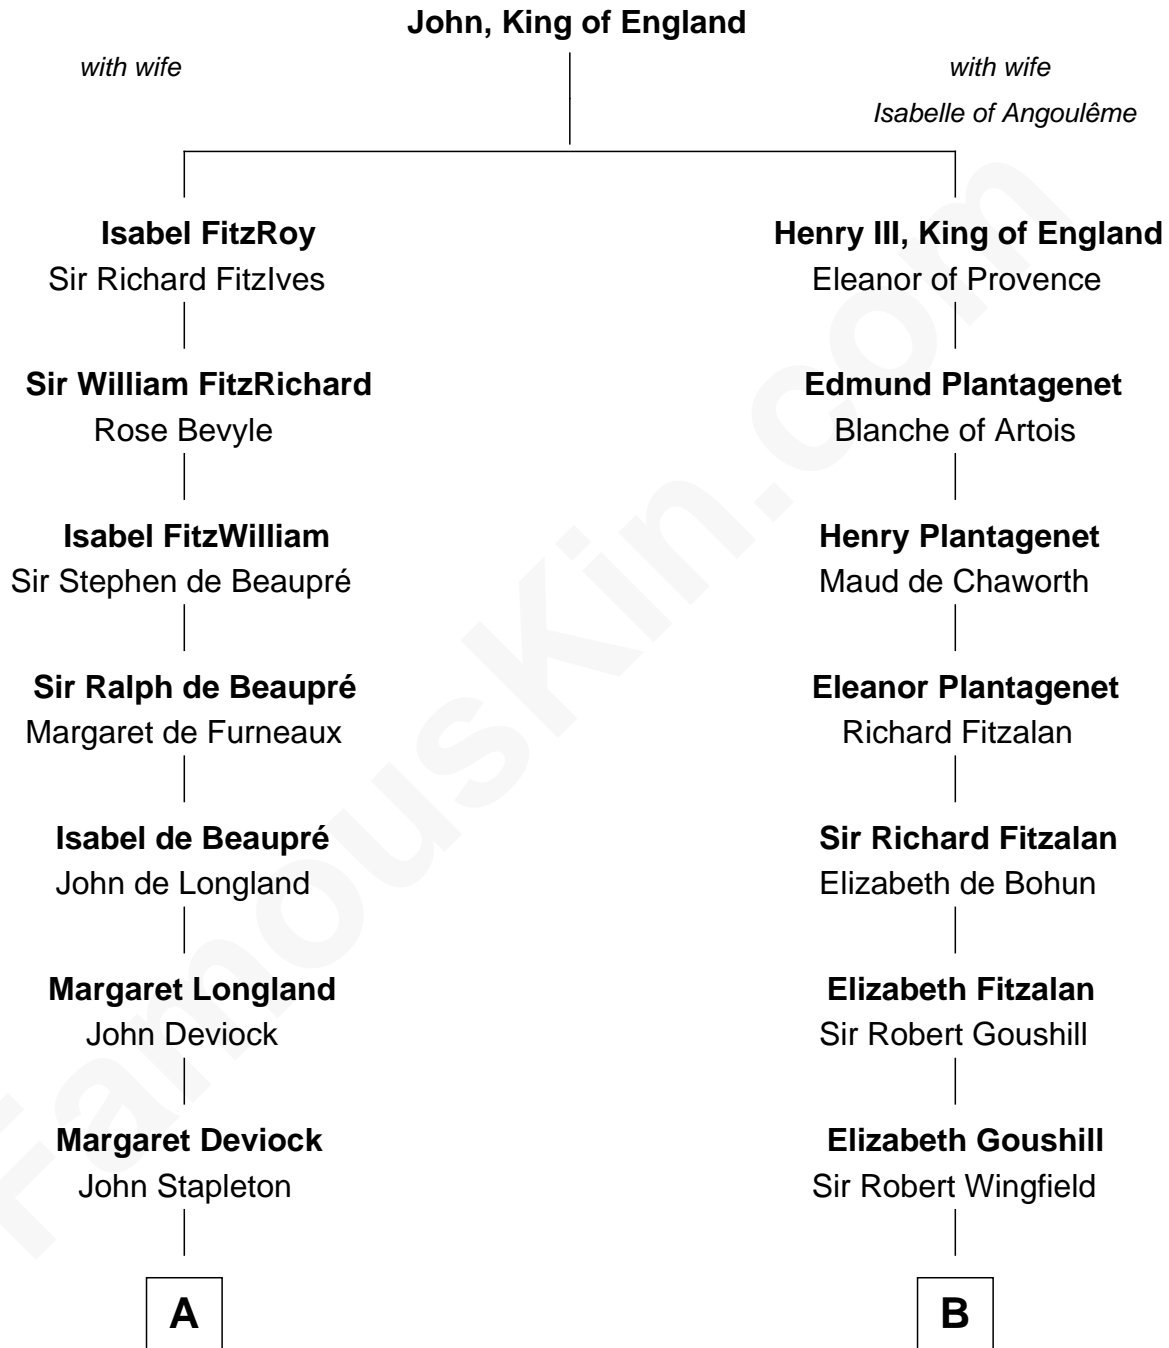 John, King of England
with wife
with wife
Isabelle of Angoulême
Isabel FitzRoy
Sir Richard FitzIves
Henry III, King of England
Eleanor of Provence
Sir William FitzRichard
Rose Bevyle
Edmund Plantagenet
Blanche of Artois
Isabel FitzWilliam
Sir Stephen de Beaupré
Henry Plantagenet
Maud de Chaworth
Sir Ralph de Beaupré
Margaret de Furneaux
Eleanor Plantagenet
Richard Fitzalan
Isabel de Beaupré
John de Longland
Sir Richard Fitzalan
Elizabeth de Bohun
Margaret Longland
John Deviock
Elizabeth Fitzalan
Sir Robert Goushill
Margaret Deviock
John Stapleton
Elizabeth Goushill
Sir Robert Wingfield
A
B
FamousKin.com